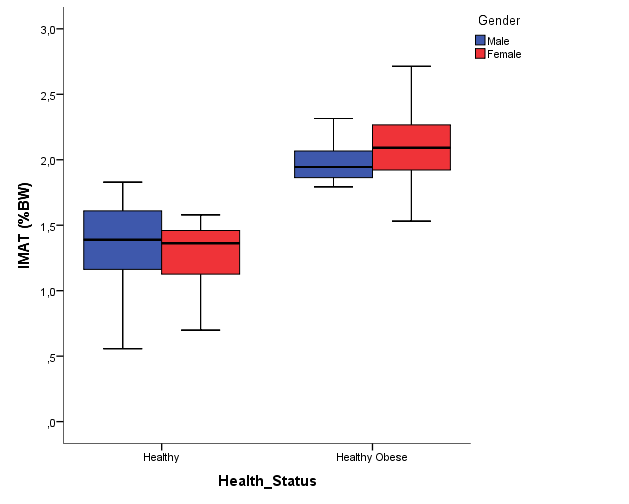 Gender
Male
Female
3,0
2,5
2,0
1,5
1,0
,5
,0
IMAT (%BW)
Healthy
Healthy Obese
Health_Status